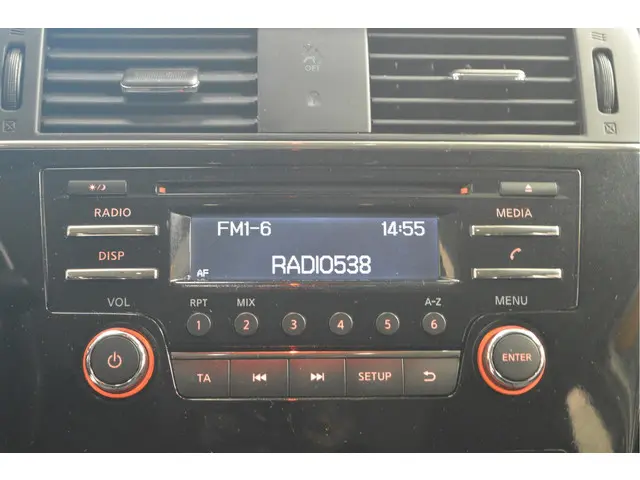 OFF
RADIO
MEDIA
FM1-6 14:55
DISP
AF RADIO538
VOL
RPT MIX A-Z
MENU
1 2 3 4 5 6
ENTER
TA SETUP